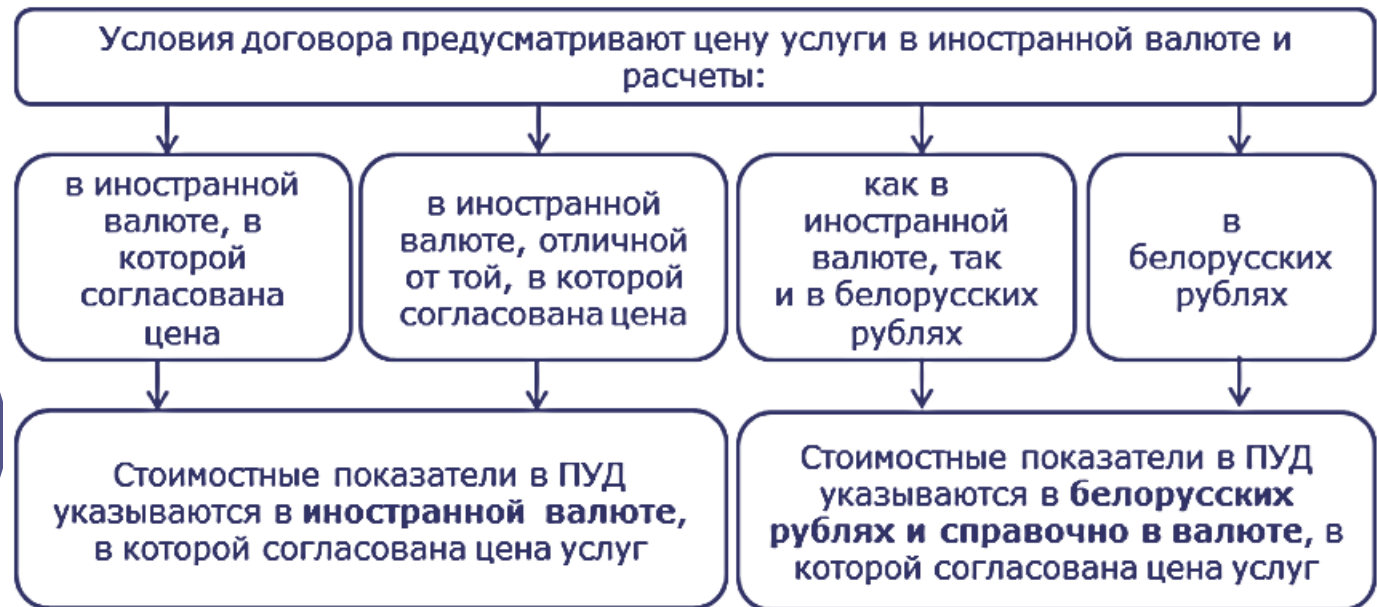 Условия договора предусматривают цену услуги в иностранной валюте и
расчеты:
в иностранной
валюте, в
которой
согласована
цена
в иностранной
валюте, отличной
от той, в которой
согласована цена
как в
иностранной
валюте, так
и в белорусских
рублях
в
белорусских
рублях
Стоимостные показатели в ПУД
указываются в иностранной валюте,
в которой согласована цена услуг
Стоимостные показатели в ПУД
указываются в белорусских
рублях и справочно в валюте, в
которой согласована цена услуг